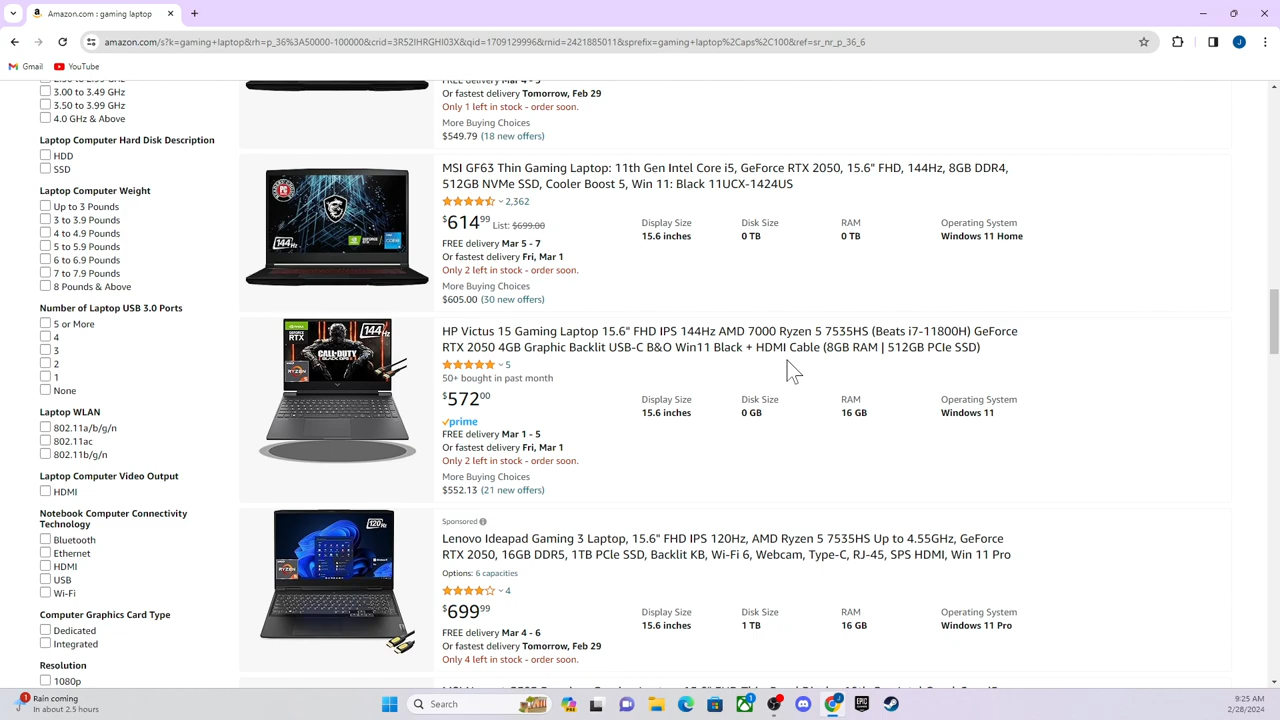 Amazon.com : gaming laptop
amazon.com/s?k=gaming+laptop&rh=p_36%3A50000-100000&crid=3R52IHRGHI03X&qid=1709129996&rnid=2421885011&sprefix=gaming+laptop%2Caps%2C100&ref=sr_nr_p_36_6
J
Gmail
YouTube
3.00 to 3.49 GHz
3.50 to 3.99 GHz
4.0 GHz & Above
Laptop Computer Hard Disk Description
HDD
SSD
Laptop Computer Weight
Up to 3 Pounds
3 to 3.9 Pounds
4 to 4.9 Pounds
5 to 5.9 Pounds
6 to 6.9 Pounds
7 to 7.9 Pounds
8 Pounds & Above
Number of Laptop USB 3.0 Ports
5 or More
4
3
2
1
None
Laptop WLAN
802.11a/b/g/n
802.11ac
802.11b/g/n
Laptop Computer Video Output
HDMI
Notebook Computer Connectivity
Technology
Bluetooth
Ethernet
HDMI
USB
Wi-Fi
Computer Graphics Card Type
Dedicated
Integrated
Resolution
1080p
Or fastest delivery Tomorrow, Feb 29
Only 1 left in stock - order soon.
More Buying Choices
$549.79 (18 new offers)
144Hz
MSI GF63 Thin Gaming Laptop: 11th Gen Intel Core i5, GeForce RTX 2050, 15.6" FHD, 144Hz, 8GB DDR4,
512GB NVMe SSD, Cooler Boost 5, Win 11: Black 11UCX-1424US
2,362
$614.99 List: $699.00
Display Size Disk Size RAM Operating System
15.6 inches 0 TB 0 TB Windows 11 Home
FREE delivery Mar 5 - 7
Or fastest delivery Fri, Mar 1
Only 2 left in stock - order soon.
More Buying Choices
$605.00 (30 new offers)
GEFORCE
RTX
144Hz
CALL OF DUTY
RYZEN
HP Victus 15 Gaming Laptop 15.6" FHD IPS 144Hz AMD 7000 Ryzen 5 7535HS (Beats i7-11800H) GeForce
RTX 2050 4GB Graphic Backlit USB-C B&O Win11 Black + HDMI Cable (8GB RAM | 512GB PCIe SSD)
5
50+ bought in past month
$572.00
Display Size Disk Size RAM Operating System
15.6 inches 0 GB 16 GB Windows 11
prime
FREE delivery Mar 1 - 5
Or fastest delivery Fri, Mar 1
Only 2 left in stock - order soon.
More Buying Choices
$552.13 (21 new offers)
120Hz
RYZEN
Sponsored
Lenovo Ideapad Gaming 3 Laptop, 15.6" FHD IPS 120Hz, AMD Ryzen 5 7535HS Up to 4.55GHz, GeForce
RTX 2050, 16GB DDR5, 1TB PCIe SSD, Backlit KB, Wi-Fi 6, Webcam, Type-C, RJ-45, SPS HDMI, Win 11 Pro
Options: 6 capacities
4
$699.99
Display Size Disk Size RAM Operating System
15.6 inches 1 TB 16 GB Windows 11 Pro
FREE delivery Mar 4 - 6
Or fastest delivery Tomorrow, Feb 29
Only 4 left in stock - order soon.
1
Rain coming
In about 2.5 hours
Search
9:25 AM
2/28/2024